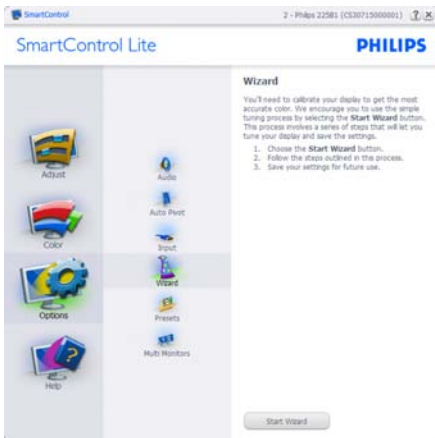 SmartControl
2 - Philips 225B1 (CS30715000001)
SmartControl Lite
PHILIPS
Adjust
Color
Options
Help
Audio
Auto Pivot
Input
Wizard
Presets
Multi Monitors
Wizard
You'll need to calibrate your display to get the most
accurate color. We encourage you to use the simple
tuning process by selecting the Start Wizard button.
This process involves a series of steps that will let you
tune your display and save the settings.
1. Choose the Start Wizard button.
2. Follow the steps outlined in this process.
3. Save your settings for future use.
Start Wizard